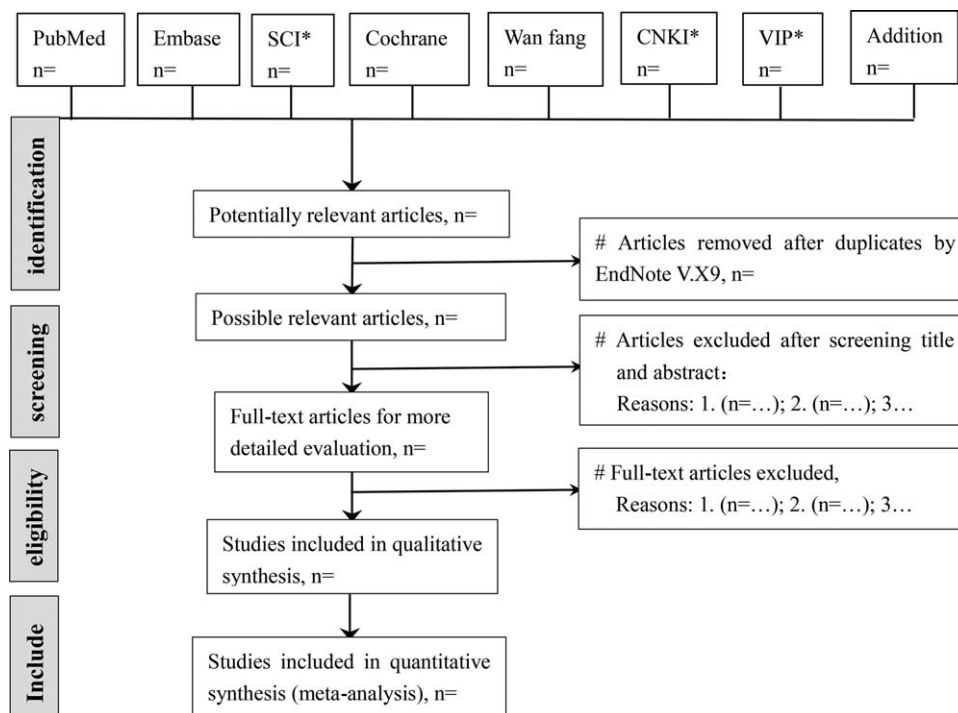 PubMed
n=
Embase
n=
SCI*
n=
Cochrane
n=
Wan fang
n=
CNKI*
n=
VIP*
n=
Addition
n=
identification
Potentially relevant articles, n=
# Articles removed after duplicates by
EndNote V.X9, n=
Possible relevant articles, n=
screening
# Articles excluded after screening title
and abstract：
Reasons: 1. (n=…); 2. (n=…); 3…
Full-text articles for more
detailed evaluation, n=
eligibility
# Full-text articles excluded,
Reasons: 1. (n=…); 2. (n=…); 3…
Studies included in qualitative
synthesis, n=
Include
Studies included in quantitative
synthesis (meta-analysis), n=